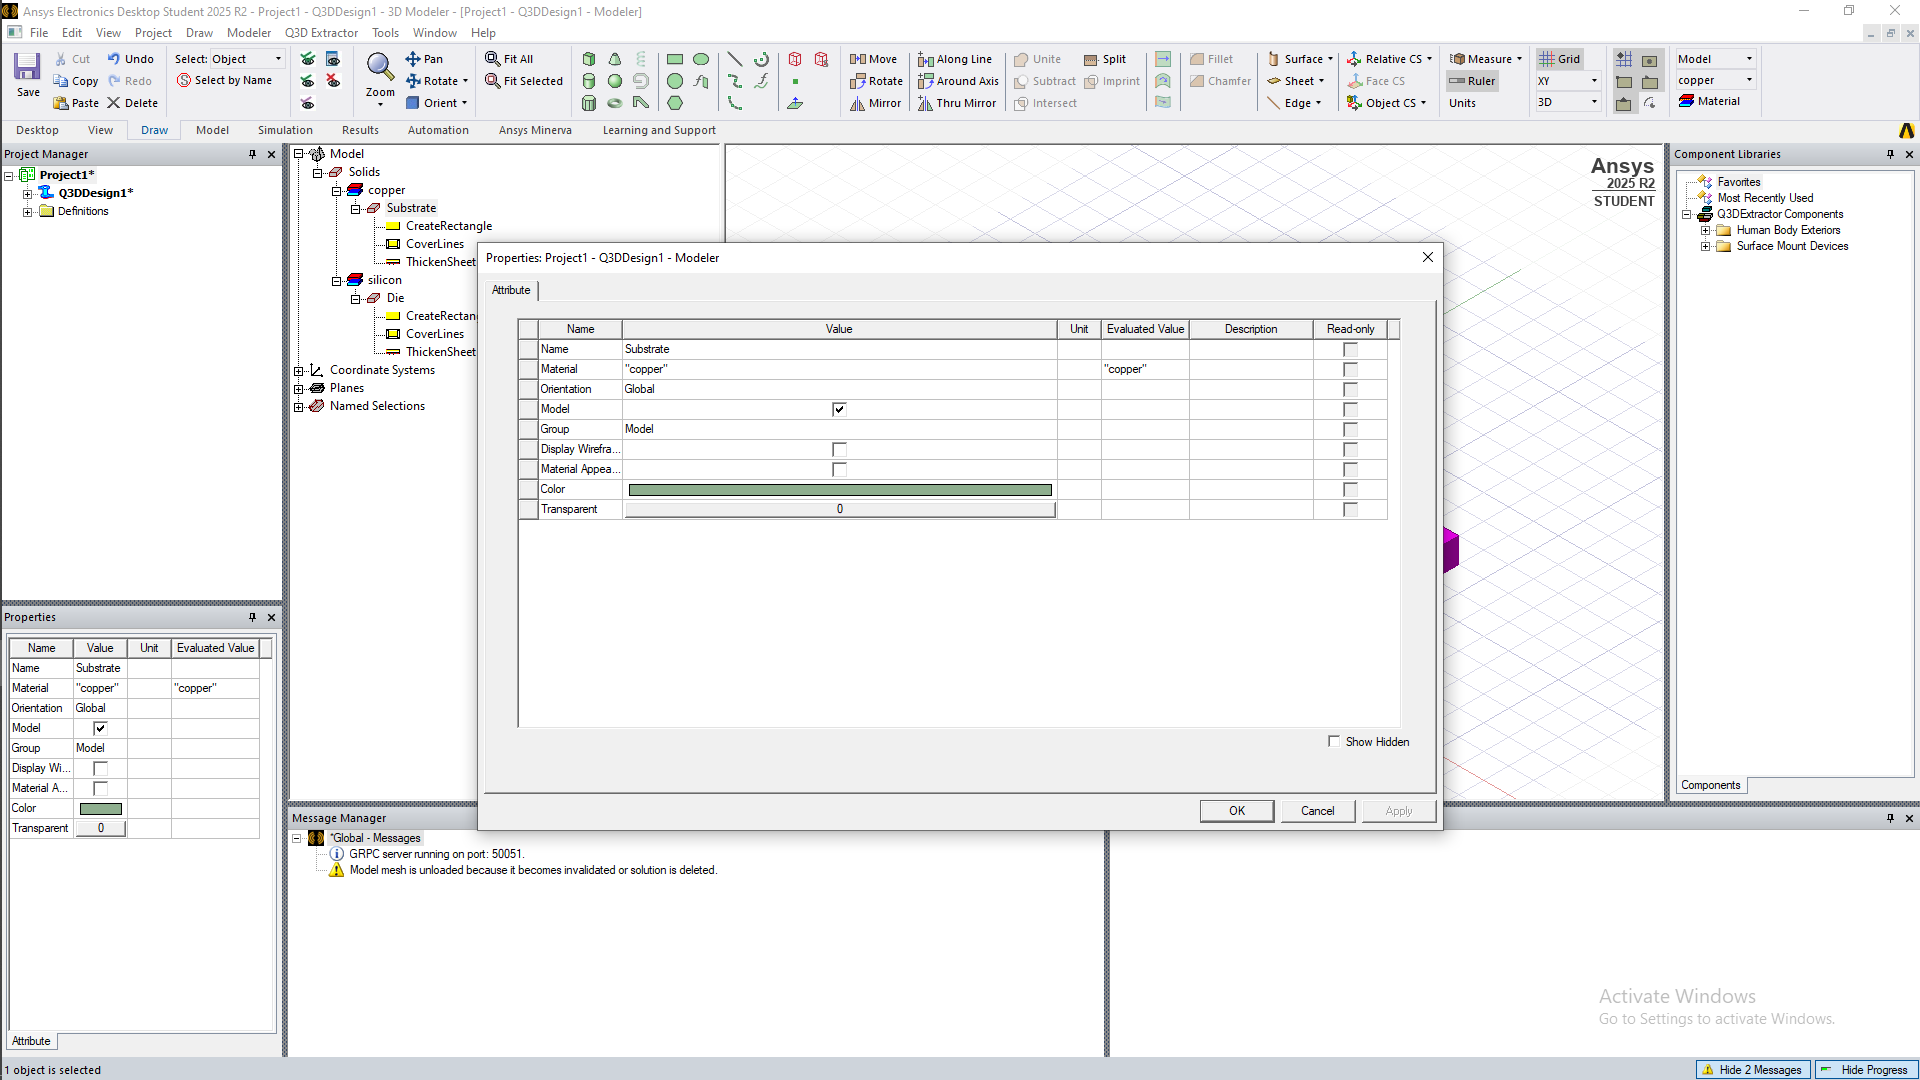 Ansys Electronics Desktop Student 2025 R2 - Project1 - Q3DDesign1 - 3D Modeler - [Project1 - Q3DDesign1 - Modeler]
File Edit View Project Draw Modeler Q3D Extractor Tools Window Help
Save
Cut
Copy
Paste
Undo
Redo
Delete
Select: Object
Select by Name
Zoom
Pan
Rotate
Orient
Fit All
Fit Selected
Move
Rotate
Mirror
Along Line
Around Axis
Thru Mirror
Unite
Subtract
Intersect
Split
Imprint
Fillet
Chamfer
Surface
Sheet
Edge
Relative CS
Face CS
Object CS
Measure
Ruler
Units
Grid
XY
3D
Model
copper
Material
Desktop View Draw Model Simulation Results Automation Ansys Minerva Learning and Support
Project Manager
Project1*
Q3DDesign1*
Definitions
Model
Solids
copper
Substrate
CreateRectangle
CoverLines
ThickenSheet
silicon
Die
CreateRectan
CoverLines
ThickenSheet
Coordinate Systems
Planes
Named Selections
Ansys
2025 R2
STUDENT
Component Libraries
Favorites
Most Recently Used
Q3DExtractor Components
Human Body Exteriors
Surface Mount Devices
Components
Properties: Project1 - Q3DDesign1 - Modeler
Attribute
Name Value Unit Evaluated Value Description Read-only
Name Substrate
Material "copper" "copper"
Orientation Global
Model
Group Model
Display Wirefra...
Material Appea...
Color
Transparent 0
Show Hidden
OK Cancel Apply
Properties
Name Value Unit Evaluated Value
Name Substrate
Material "copper" "copper"
Orientation Global
Model
Group Model
Display Wi...
Material A...
Color
Transparent 0
Attribute
Message Manager
*Global - Messages
GRPC server running on port: 50051.
Model mesh is unloaded because it becomes invalidated or solution is deleted.
Activate Windows
Go to Settings to activate Windows.
1 object is selected
Hide 2 Messages
Hide Progress